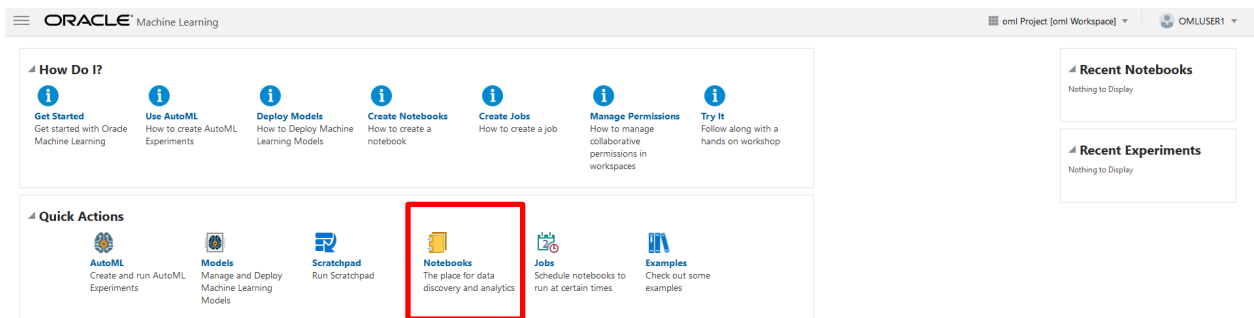 ORACLE Machine Learning
oml Project [oml Workspace]
OMLUSER1
How Do I?
Get Started
Get started with Oracle
Machine Learning
Use AutoML
How to create AutoML
Experiments
Deploy Models
How to Deploy Machine
Learning Models
Create Notebooks
How to create a
notebook
Create Jobs
How to create a job
Manage Permissions
How to manage
collaborative
permissions in
workspaces
Try It
Follow along with a
hands on workshop
Recent Notebooks
Nothing to Display
Recent Experiments
Nothing to Display
Quick Actions
AutoML
Create and run AutoML
Experiments
Models
Manage and Deploy
Machine Learning
Models
Scratchpad
Run Scratchpad
Notebooks
The place for data
discovery and analytics
Jobs
Schedule notebooks to
run at certain times
Examples
Check out some
examples